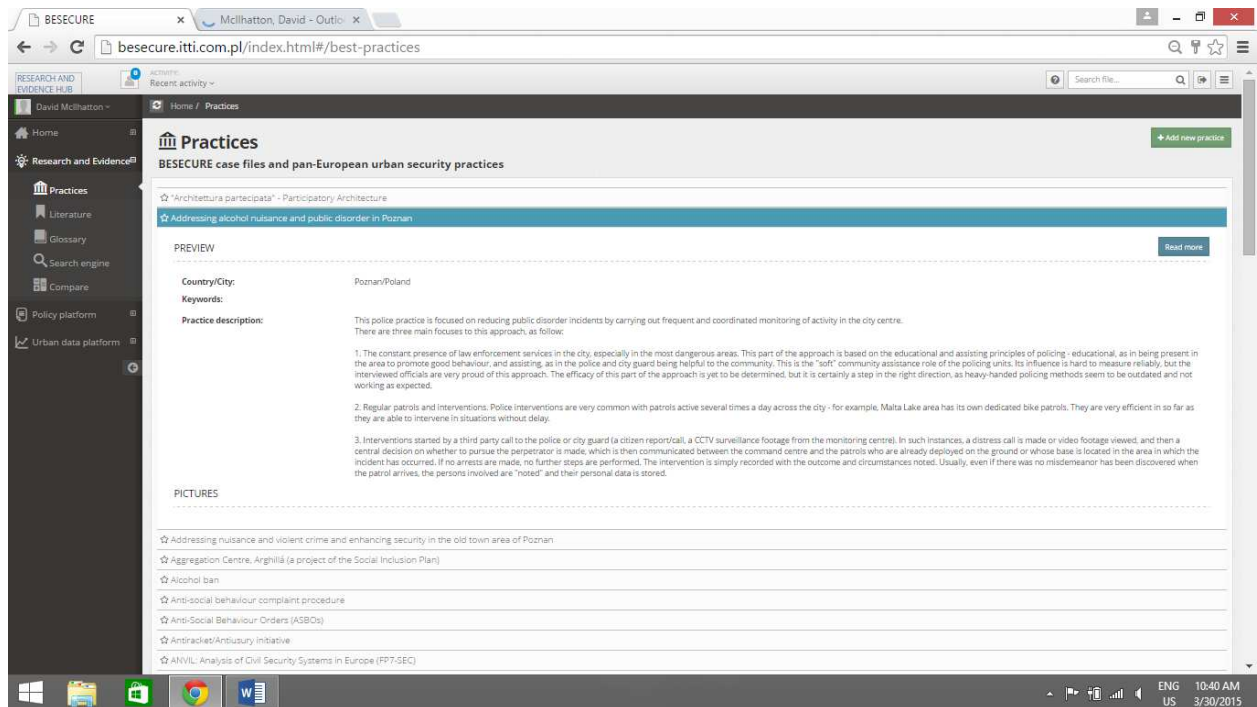 BESECURE
McIlhatton, David - Outlo
besecure.itti.com.pl/index.html#/best-practices
RESEARCH AND
EVIDENCE HUB
0
ACTIVITY:
Recent activity
Search file...
David McIlhatton
Home / Practices
Home
Research and Evidence
Practices
Literature
Glossary
Search engine
Compare
Policy platform
Urban data platform
Practices
+ Add new practice
BESECURE case files and pan-European urban security practices
"Architettura partecipata" - Participatory Architecture
Addressing alcohol nuisance and public disorder in Poznan
PREVIEW
Read more
Country/City: Poznan/Poland
Keywords:
Practice description: This police practice is focused on reducing public disorder incidents by carrying out frequent and coordinated monitoring of activity in the city centre.
There are three main focuses to this approach, as follow:
1. The constant presence of law enforcement services in the city, especially in the most dangerous areas. This part of the approach is based on the educational and assisting principles of policing - educational, as in being present in
the area to promote good behaviour, and assisting, as in the police and city guard being helpful to the community. This is the "soft" community assistance role of the policing units. Its influence is hard to measure reliably, but the
interviewed officials are very proud of this approach. The efficacy of this part of the approach is yet to be determined, but it is certainly a step in the right direction, as heavy-handed policing methods seem to be outdated and not
working as expected.
2. Regular patrols and interventions. Police interventions are very common with patrols active several times a day across the city - for example, Malta Lake area has its own dedicated bike patrols. They are very efficient in so far as
they are able to intervene in situations without delay.
3. Interventions started by a third party call to the police or city guard (a citizen report/call, a CCTV surveillance footage from the monitoring centre). In such instances, a distress call is made or video footage viewed, and then a
central decision on whether to pursue the perpetrator is made, which is then communicated between the command centre and the patrols who are already deployed on the ground or whose base is located in the area in which the
incident has occurred. If no arrests are made, no further steps are performed. The intervention is simply recorded with the outcome and circumstances noted. Usually, even if there was no misdemeanor has been discovered when
the patrol arrives, the persons involved are "noted" and their personal data is stored.
PICTURES
Addressing nuisance and violent crime and enhancing security in the old town area of Poznan
Aggregation Centre, Arghillá (a project of the Social Inclusion Plan)
Alcohol ban
Anti-social behaviour complaint procedure
Anti-Social Behaviour Orders (ASBOs)
Antiracket/Antiusury initiative
ANVIL: Analysis of Civil Security Systems in Europe (FP7-SEC)
ENG 10:40 AM
US 3/30/2015